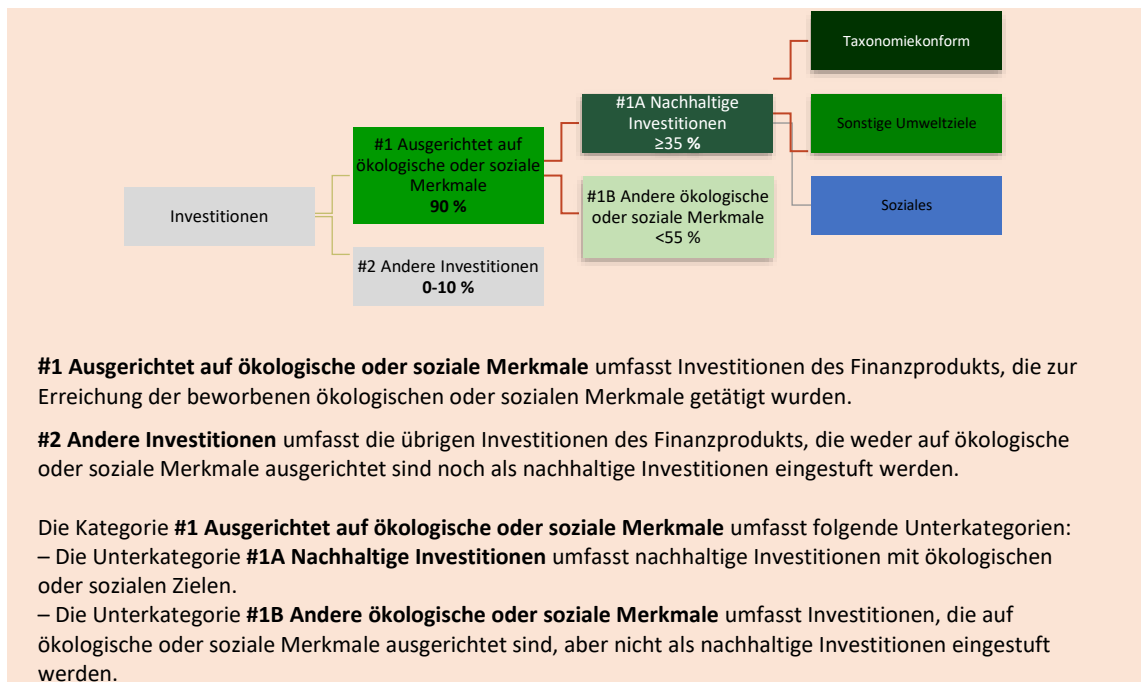 Taxonomiekonform
#1A Nachhaltige
Investitionen
≥35 %
Sonstige Umweltziele
#1 Ausgerichtet auf
ökologische oder soziale
Merkmale
90 %
#1B Andere ökologische
oder soziale Merkmale
<55 %
Soziales
Investitionen
#2 Andere Investitionen
0-10 %
#1 Ausgerichtet auf ökologische oder soziale Merkmale umfasst Investitionen des Finanzprodukts, die zur
Erreichung der beworbenen ökologischen oder sozialen Merkmale getätigt wurden.
#2 Andere Investitionen umfasst die übrigen Investitionen des Finanzprodukts, die weder auf ökologische
oder soziale Merkmale ausgerichtet sind noch als nachhaltige Investitionen eingestuft werden.
Die Kategorie #1 Ausgerichtet auf ökologische oder soziale Merkmale umfasst folgende Unterkategorien:
– Die Unterkategorie #1A Nachhaltige Investitionen umfasst nachhaltige Investitionen mit ökologischen
oder sozialen Zielen.
– Die Unterkategorie #1B Andere ökologische oder soziale Merkmale umfasst Investitionen, die auf
ökologische oder soziale Merkmale ausgerichtet sind, aber nicht als nachhaltige Investitionen eingestuft
werden.